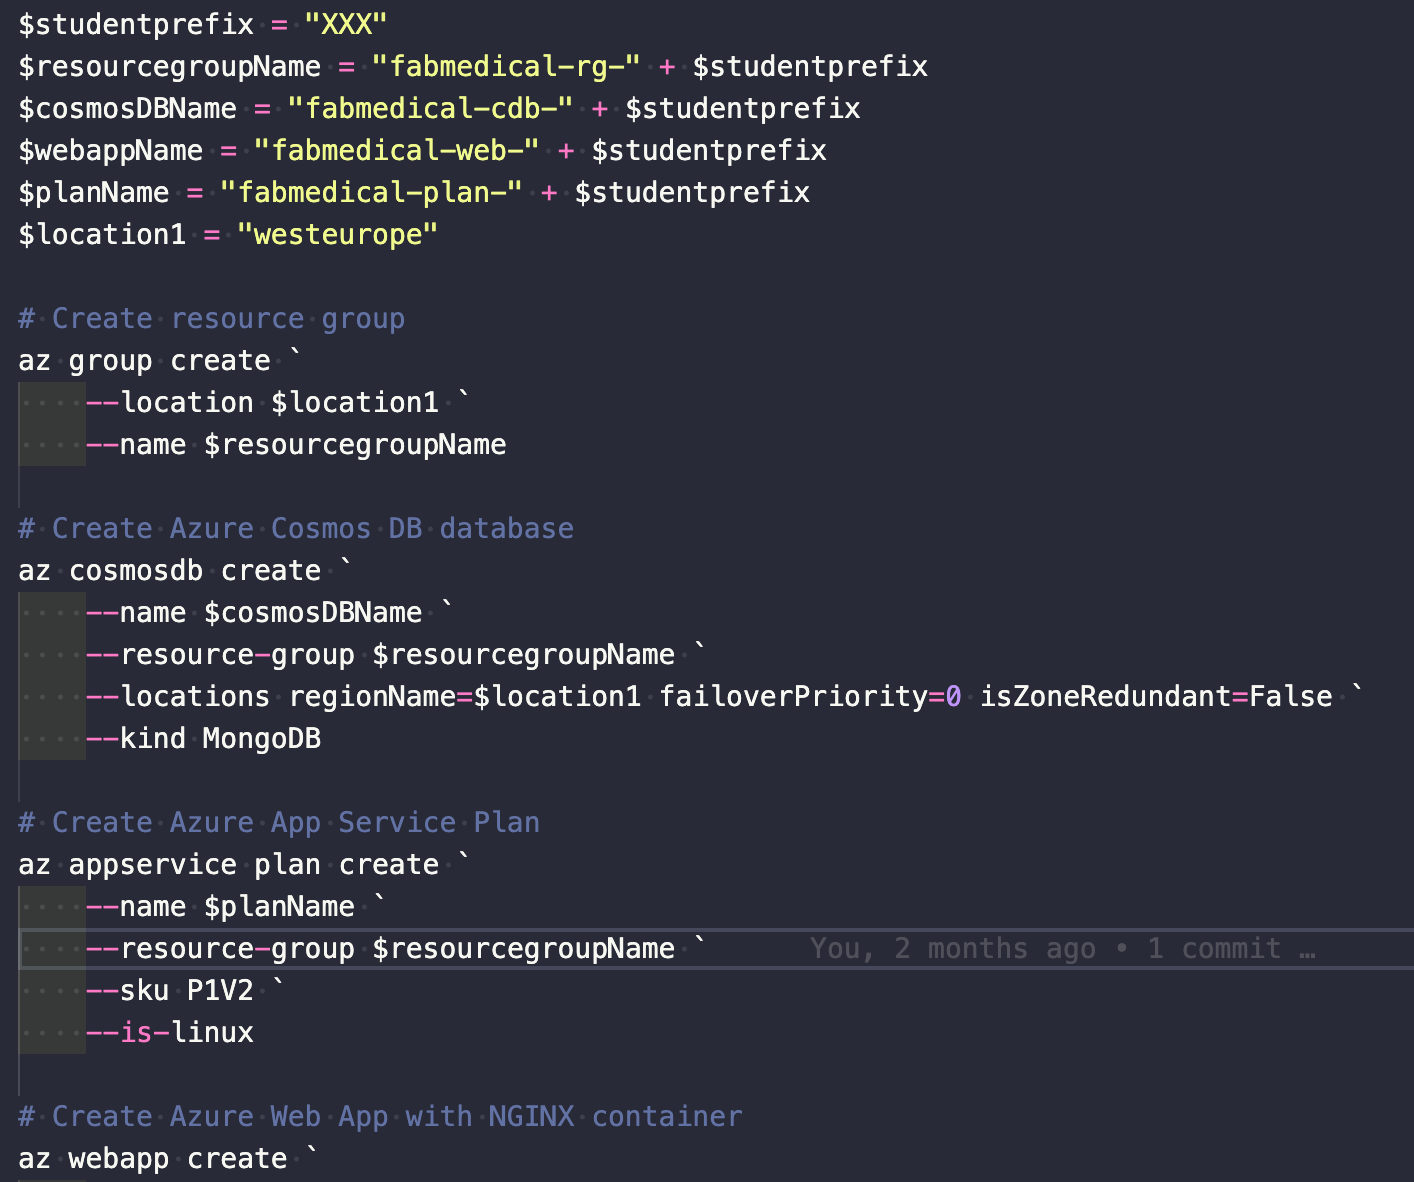 $studentprefix = "XXX"
$resourcegroupName = "fabmedical-rg-" + $studentprefix
$cosmosDBName = "fabmedical-cdb-" + $studentprefix
$webappName = "fabmedical-web-" + $studentprefix
$planName = "fabmedical-plan-" + $studentprefix
$location1 = "westeurope"

# Create resource group
az group create `
    --location $location1 `
    --name $resourcegroupName

# Create Azure Cosmos DB database
az cosmosdb create `
    --name $cosmosDBName `
    --resource-group $resourcegroupName `
    --locations regionName=$location1 failoverPriority=0 isZoneRedundant=False `
    --kind MongoDB

# Create Azure App Service Plan
az appservice plan create `
    --name $planName `
    --resource-group $resourcegroupName ` You, 2 months ago • 1 commit …
    --sku P1V2 `
    --is-linux

# Create Azure Web App with NGINX container
az webapp create `